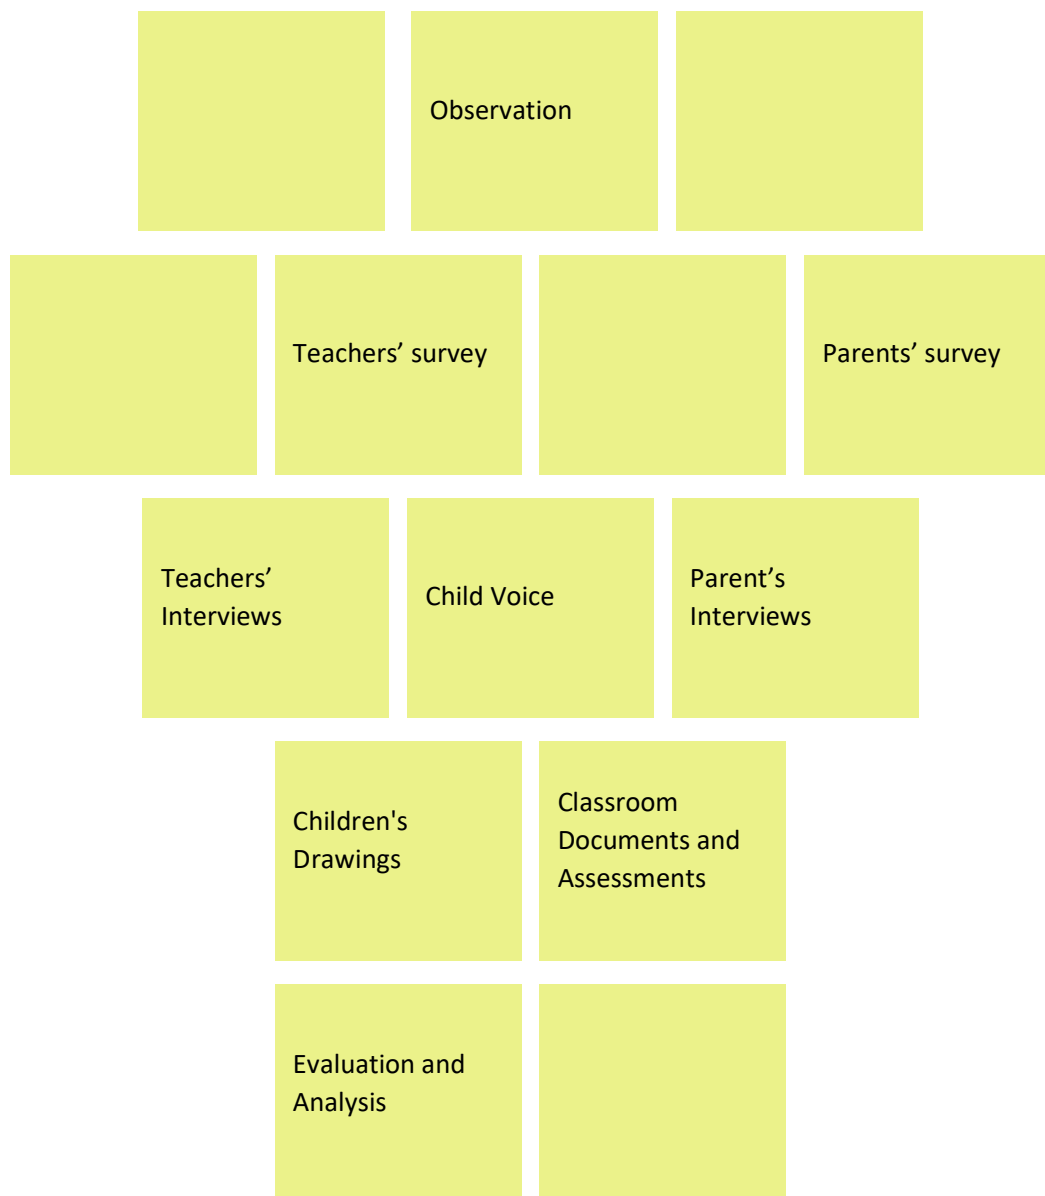 Observation
Teachers’ survey
Parents’ survey
Teachers’
Interviews
Child Voice
Parent’s
Interviews
Children's
Drawings
Classroom
Documents and
Assessments
Evaluation and
Analysis